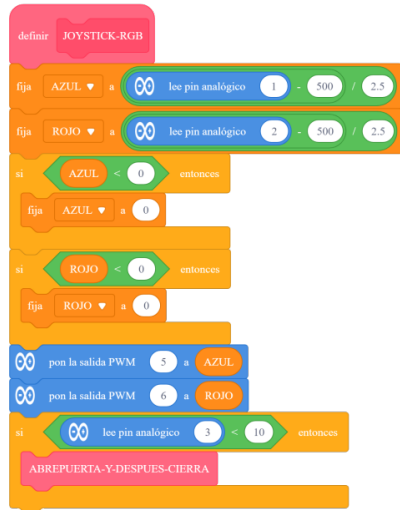 definir JOYSTICK-RGB
fija AZUL a lee pin analógico 1 - 500 / 2.5
fija ROJO a lee pin analógico 2 - 500 / 2.5
si AZUL < 0 entonces
fija AZUL a 0
si ROJO < 0 entonces
fija ROJO a 0
pon la salida PWM 5 a AZUL
pon la salida PWM 6 a ROJO
si lee pin analógico 3 < 10 entonces
ABREPUERTA-Y-DESPUES-CIERRA